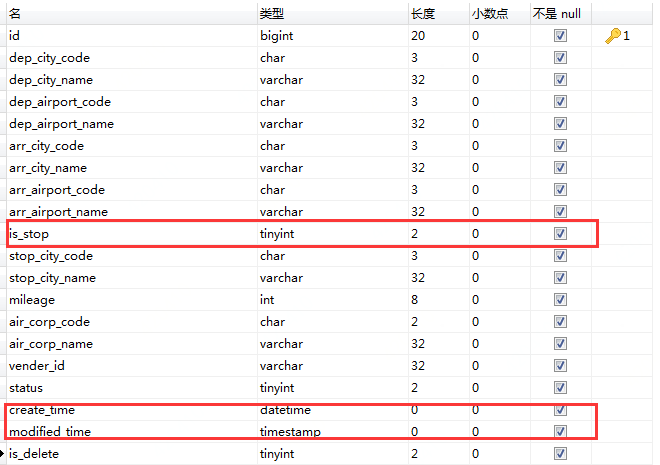 名 类型 长度 小数点 不是 null
id bigint 20 0 1
dep_city_code char 3 0
dep_city_name varchar 32 0
dep_airport_code char 3 0
dep_airport_name varchar 32 0
arr_city_code char 3 0
arr_city_name varchar 32 0
arr_airport_code char 3 0
arr_airport_name varchar 32 0
is_stop tinyint 2 0
stop_city_code char 3 0
stop_city_name varchar 32 0
mileage int 8 0
air_corp_code char 2 0
air_corp_name varchar 32 0
vender_id varchar 32 0
status tinyint 2 0
create_time datetime 0 0
modified_time timestamp 0 0
is_delete tinyint 2 0